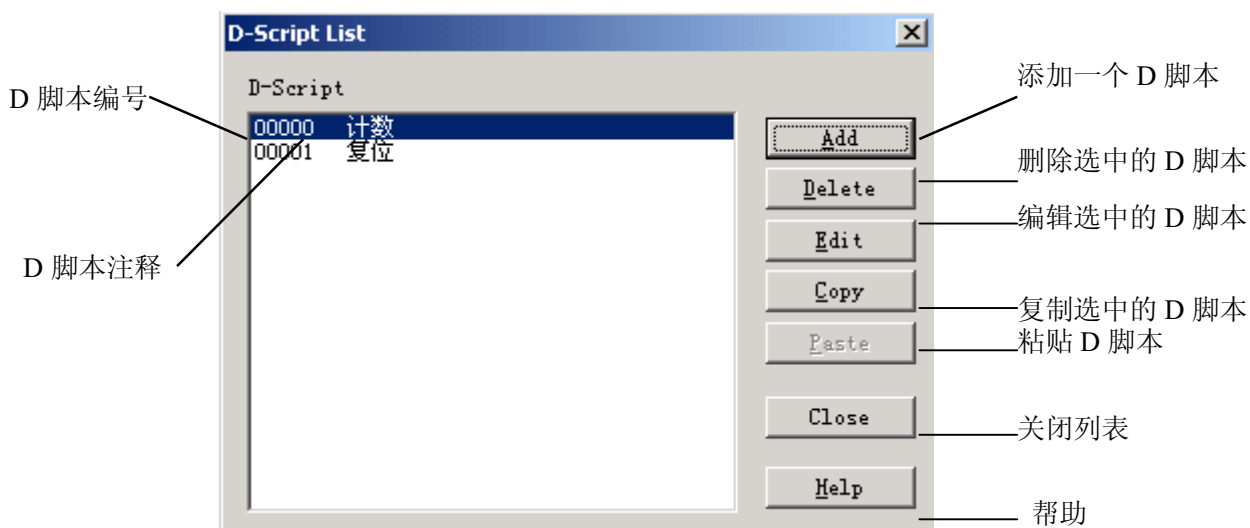 D-Script List
添加一个 D 脚本
D 脚本编号
D-Script
00000 计数
Add
00001 复位
删除选中的 D 脚本
Delete
编辑选中的 D 脚本
Edit
D 脚本注释
Copy
复制选中的 D 脚本
Paste
粘贴 D 脚本
Close
关闭列表
Help
帮助